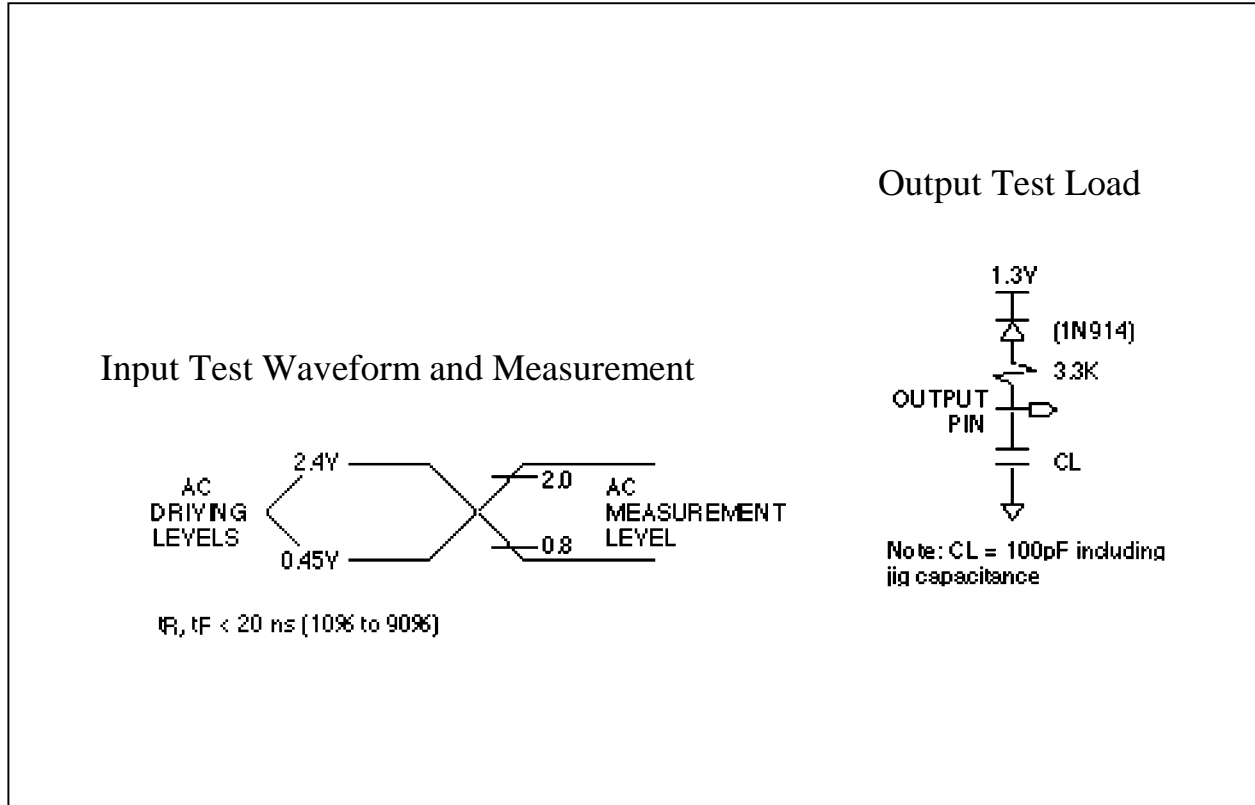 Output Test Load
1.3V
(1N914)
3.3K
OUTPUT
PIN
CL
Note: CL = 100pF including
jig capacitance
Input Test Waveform and Measurement
AC
DRIVING
LEVELS
2.4V
0.45V
2.0
0.8
AC
MEASUREMENT
LEVEL
tR, tF < 20 ns (10% to 90%)